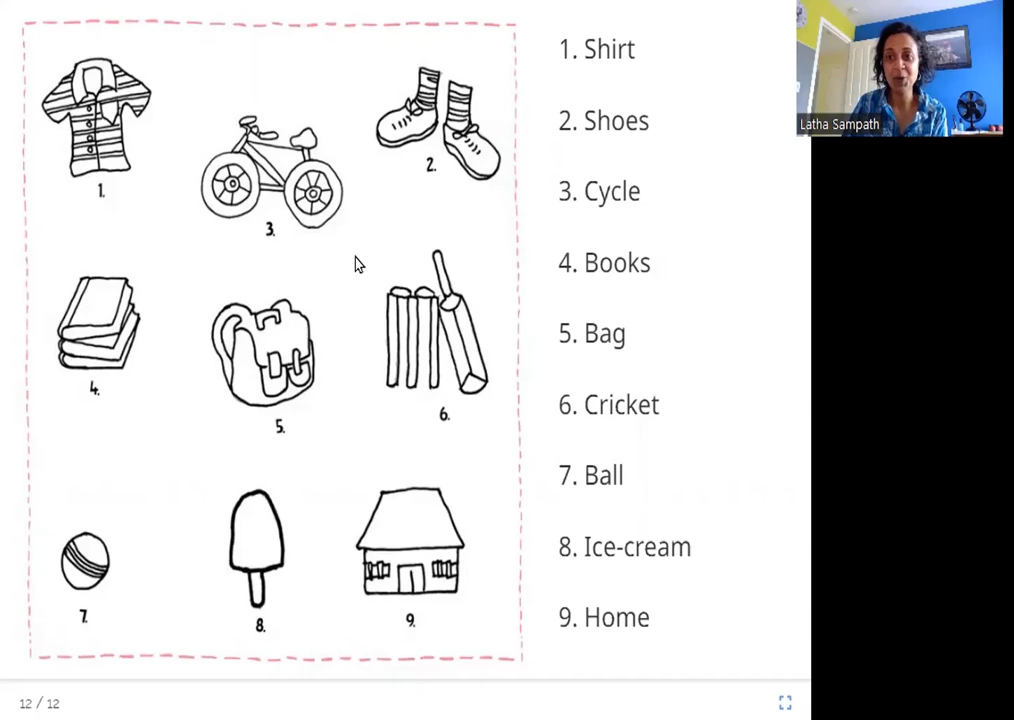 1. Shirt
2. Shoes
3. Cycle
4. Books
5. Bag
6. Cricket
7. Ball
8. Ice-cream
9. Home
1.
2.
3.
4.
5.
6.
7.
8.
9.
12 / 12
Latha Sampath